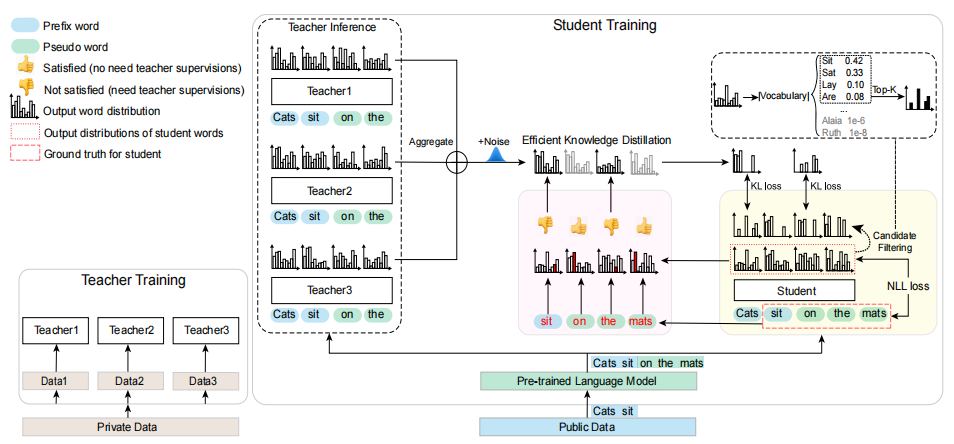 Prefix word
Pseudo word
Satisfied (no need teacher supervisions)
Not satisfied (need teacher supervisions)
Output word distribution
Output distributions of student words
Ground truth for student
Teacher Training
Teacher1 Teacher2 Teacher3
Data1 Data2 Data3
Private Data
Student Training
Teacher Inference
Teacher1
Cats sit on the
Teacher2
Cats sit on the
Teacher3
Cats sit on the
Aggregate
+Noise
Efficient Knowledge Distillation
|Vocabulary|
Sit 0.42
Sat 0.33
Lay 0.10
Are 0.08
...
Alaia 1e-6
Ruth 1e-8
Top-K
KL loss KL loss
Candidate
Filtering
NLL loss
Student
Cats sit on the mats
sit on the mats
Cats sit on the mats
Pre-trained Language Model
Cats sit
Public Data